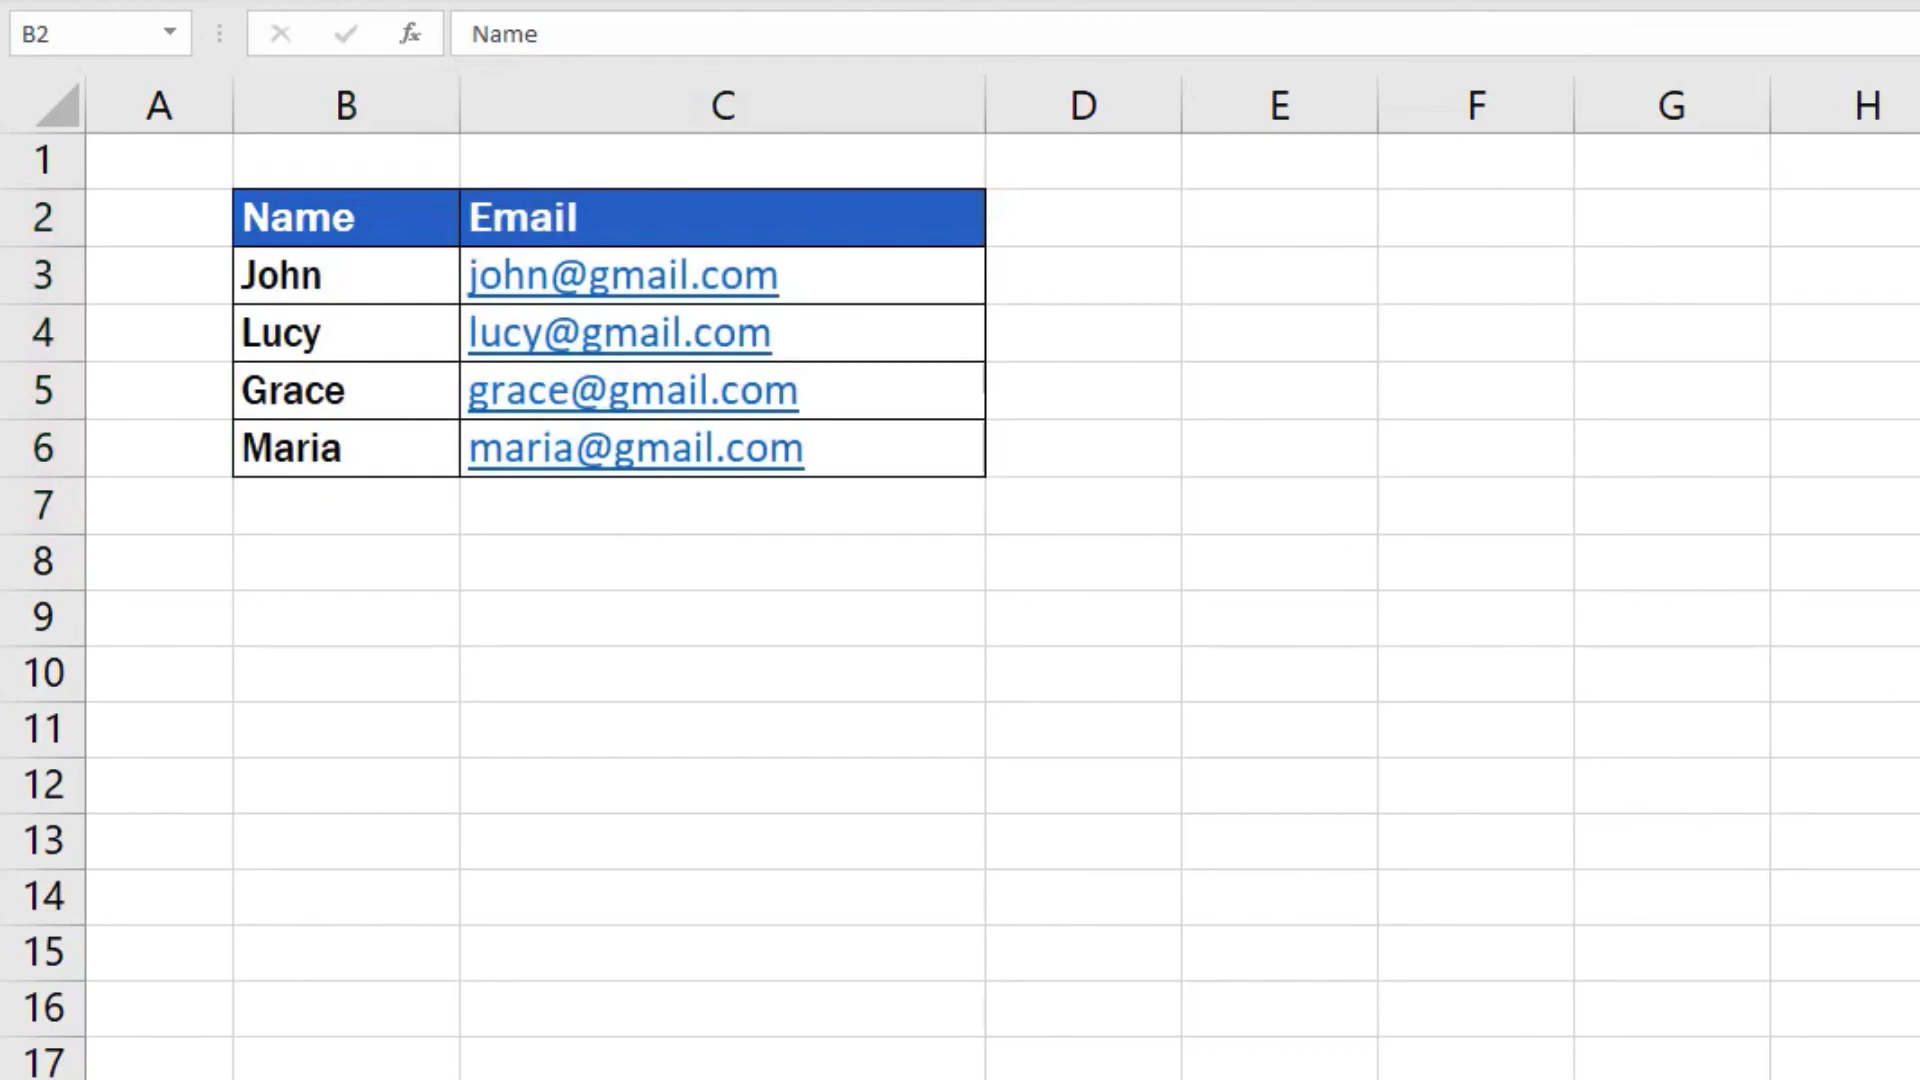 B2 fx Name
A B C D E F G H
1
2 Name Email
3 John john@gmail.com
4 Lucy lucy@gmail.com
5 Grace grace@gmail.com
6 Maria maria@gmail.com
7
8
9
10
11
12
13
14
15
16
17